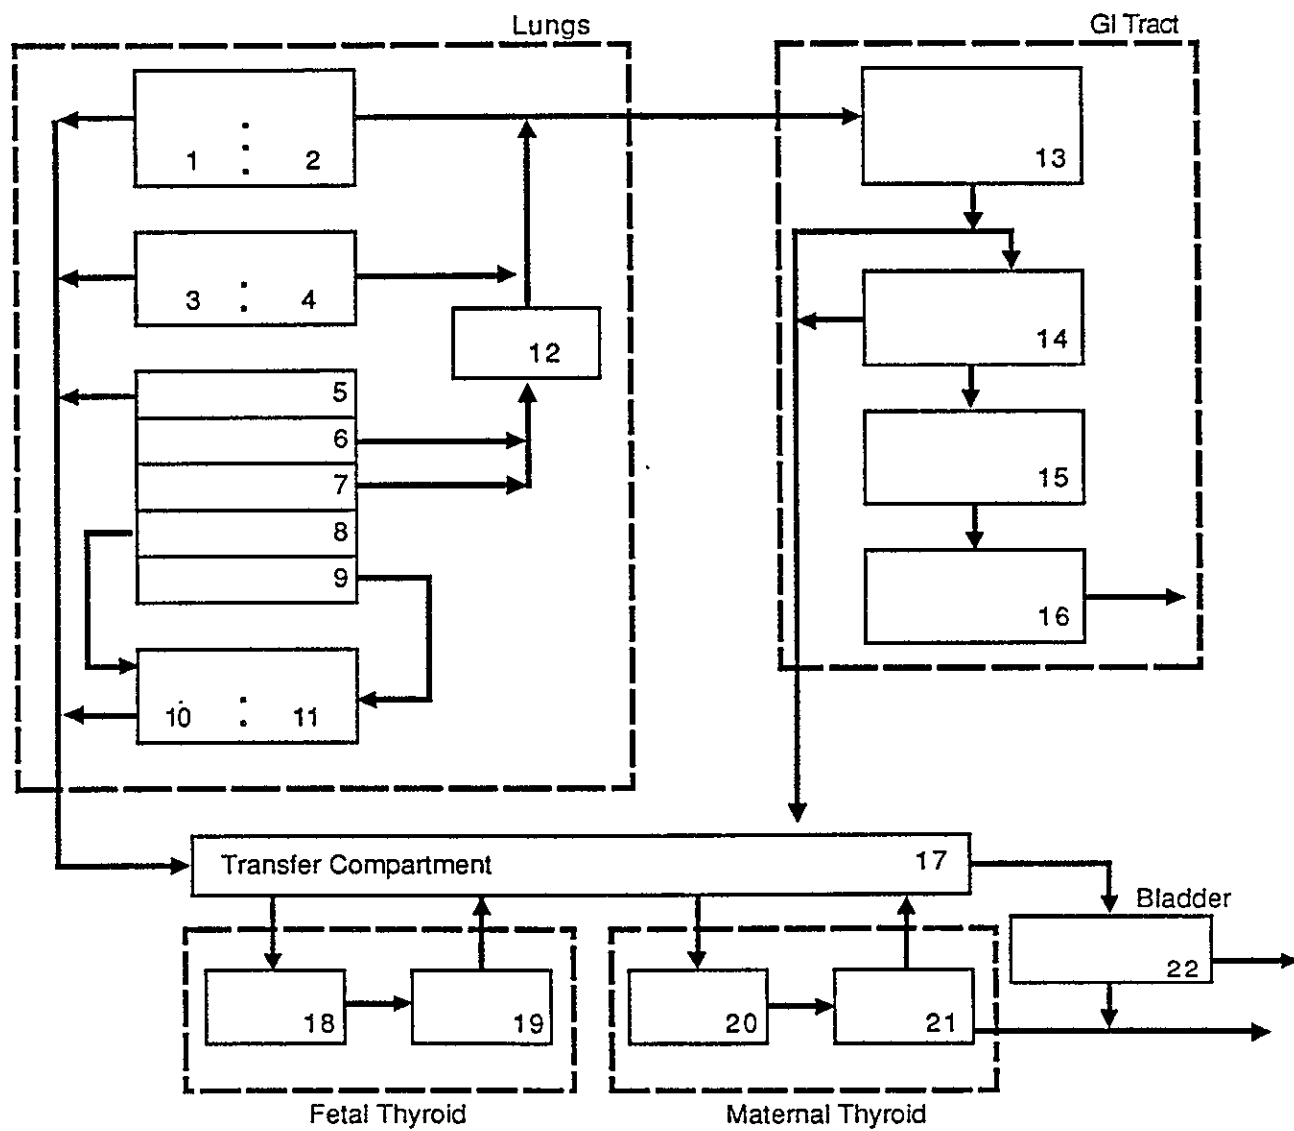 Lungs
GI Tract
1 2
13
3 4
14
12
5
6
7
15
8
9
16
10 11
Transfer Compartment 17
Bladder
22
18 19 20 21
Fetal Thyroid
Maternal Thyroid